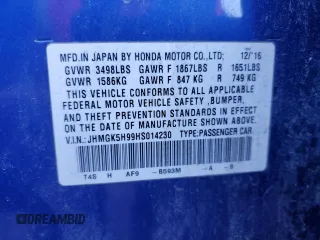 MFD.IN JAPAN BY HONDA MOTOR CO.,LTD. 12/'16
GVWR 3498LBS GAWR F 1867LBS R 1651LBS
GVWR 1586KG GAWR F 847 KG R 749 KG
THIS VEHICLE CONFORMS TO ALL APPLICABLE
FEDERAL MOTOR VEHICLE SAFETY ,BUMPER,
AND THEFT PREVENTION STANDARDS IN
EFFECT ON THE DATE OF MANUFACTURE SHOWN ABOVE.
V.I.N.: JHMGK5H99HS014230 TYPE:PASSENGER CAR
T4S H AF9 - B593M
© DREAMBID AUTOMOTIVE